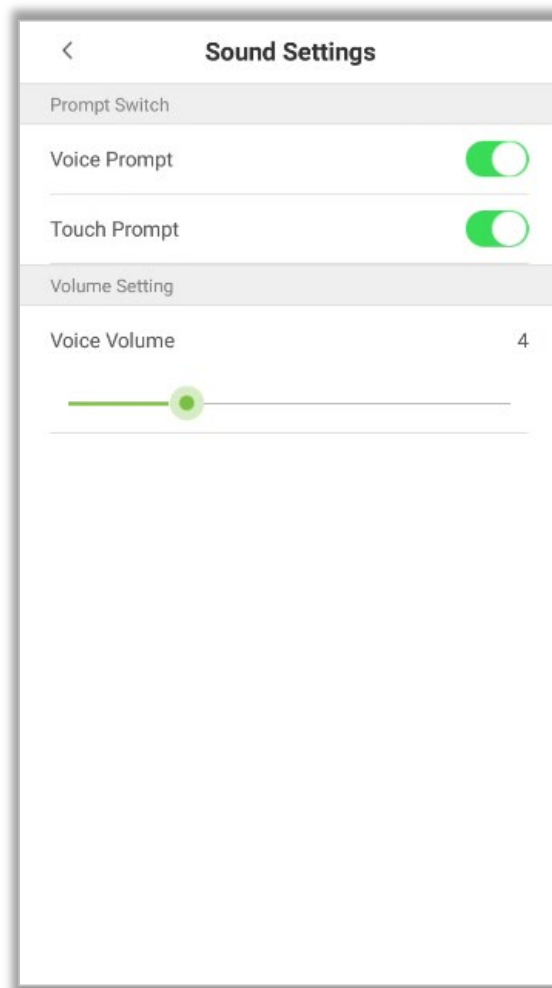 Sound Settings
Prompt Switch
Voice Prompt
Touch Prompt
Volume Setting
Voice Volume 4